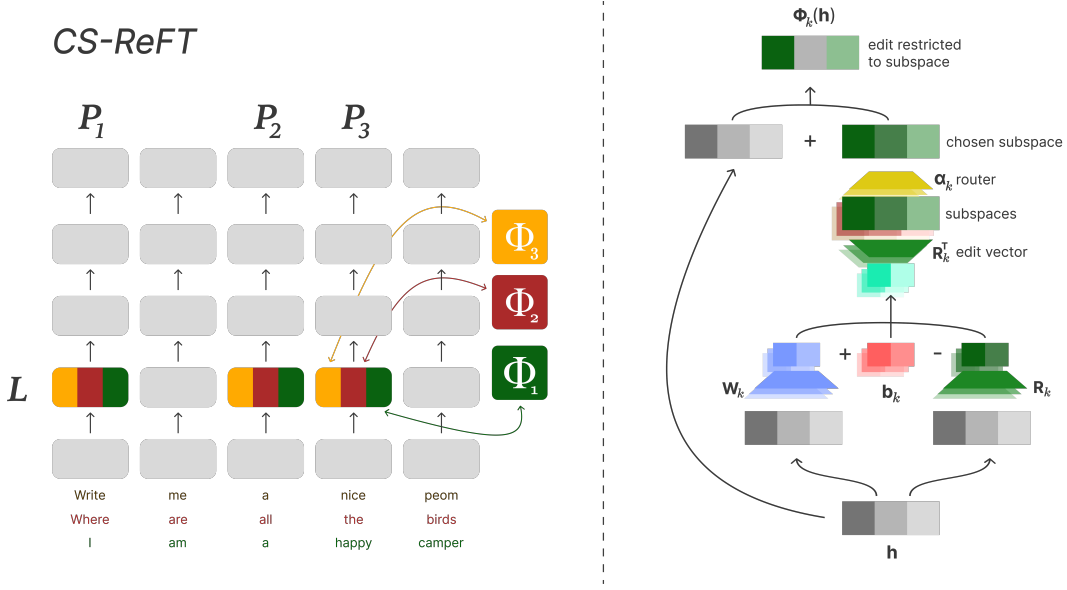 CS-ReFT
P1 P2 P3
L
Φ3
Φ2
Φ1
Write me a nice peom
Where are all the birds
I am a happy camper
Φk(h)
edit restricted
to subspace
+
chosen subspace
αk router
subspaces
RkT edit vector
+ -
Wk bk Rk
h